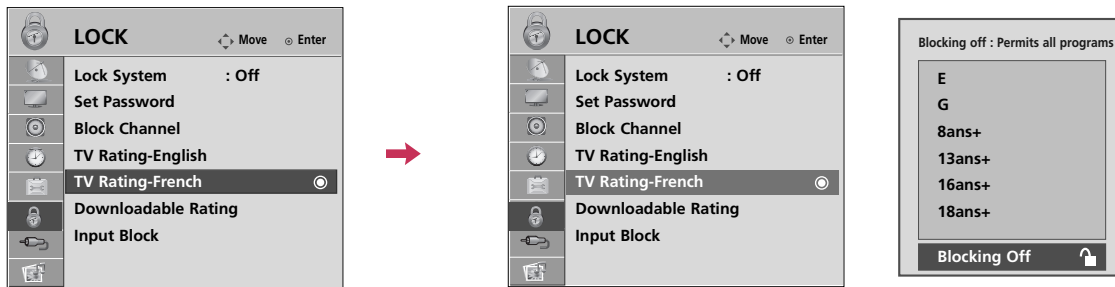 LOCK
Move Enter
Lock System : Off
Set Password
Block Channel
TV Rating-English
TV Rating-French
Downloadable Rating
Input Block
LOCK
Move Enter
Lock System : Off
Set Password
Block Channel
TV Rating-English
TV Rating-French
Downloadable Rating
Input Block
Blocking off : Permits all programs
E
G
8ans+
13ans+
16ans+
18ans+
Blocking Off